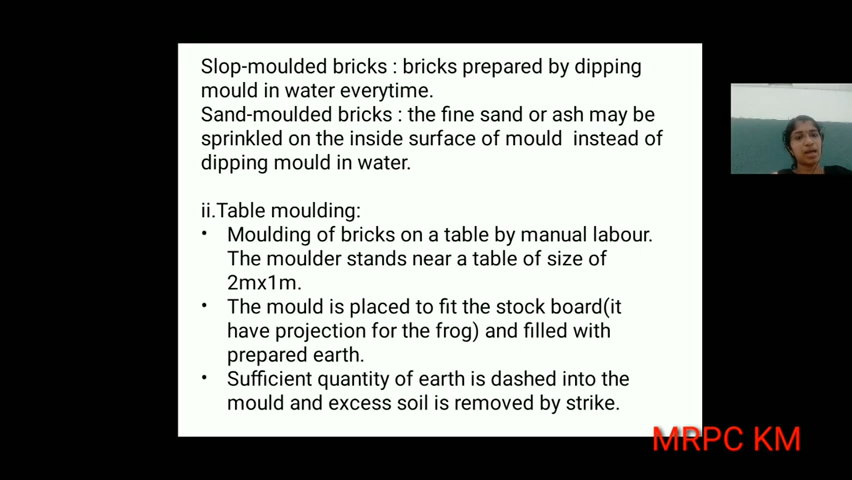 Slop-moulded bricks : bricks prepared by dipping
mould in water everytime.
Sand-moulded bricks : the fine sand or ash may be
sprinkled on the inside surface of mould instead of
dipping mould in water.
ii.Table moulding:
• Moulding of bricks on a table by manual labour.
The moulder stands near a table of size of
2mx1m.
• The mould is placed to fit the stock board(it
have projection for the frog) and filled with
prepared earth.
• Sufficient quantity of earth is dashed into the
mould and excess soil is removed by strike.
MRPC KM